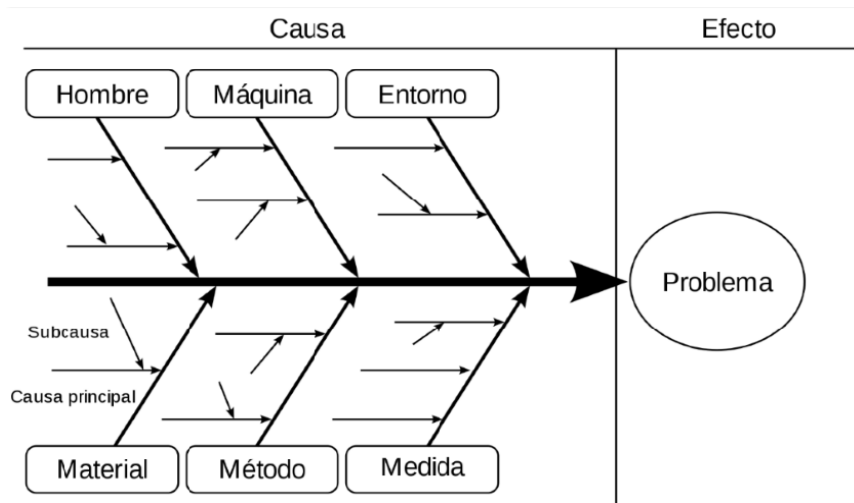 Causa
Efecto
Hombre
Máquina
Entorno
Problema
Subcausa
Causa principal
Material
Método
Medida